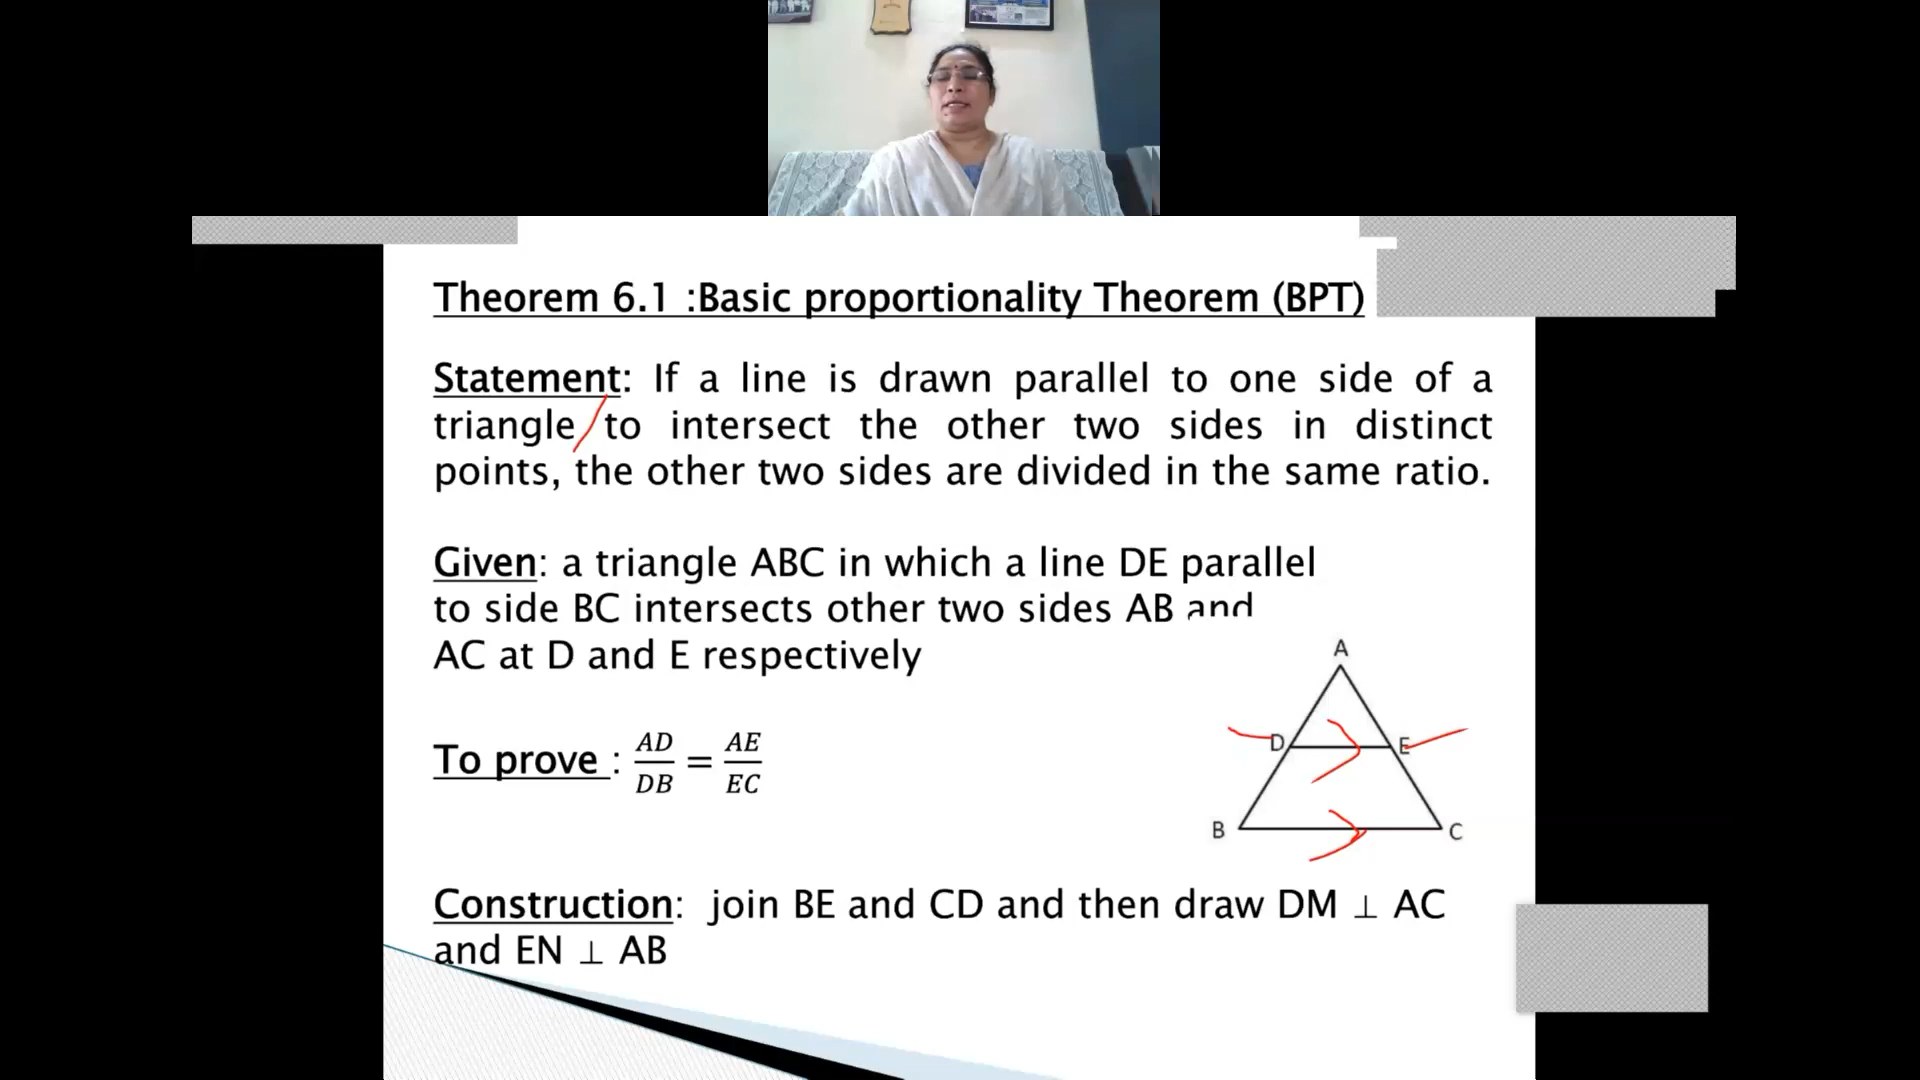 Theorem 6.1 :Basic proportionality Theorem (BPT)
Statement: If a line is drawn parallel to one side of a
triangle to intersect the other two sides in distinct
points, the other two sides are divided in the same ratio.
Given: a triangle ABC in which a line DE parallel
to side BC intersects other two sides AB and
AC at D and E respectively
A
D E
B C
To prove : AD/DB = AE/EC
Construction: join BE and CD and then draw DM ⊥ AC
and EN ⊥ AB